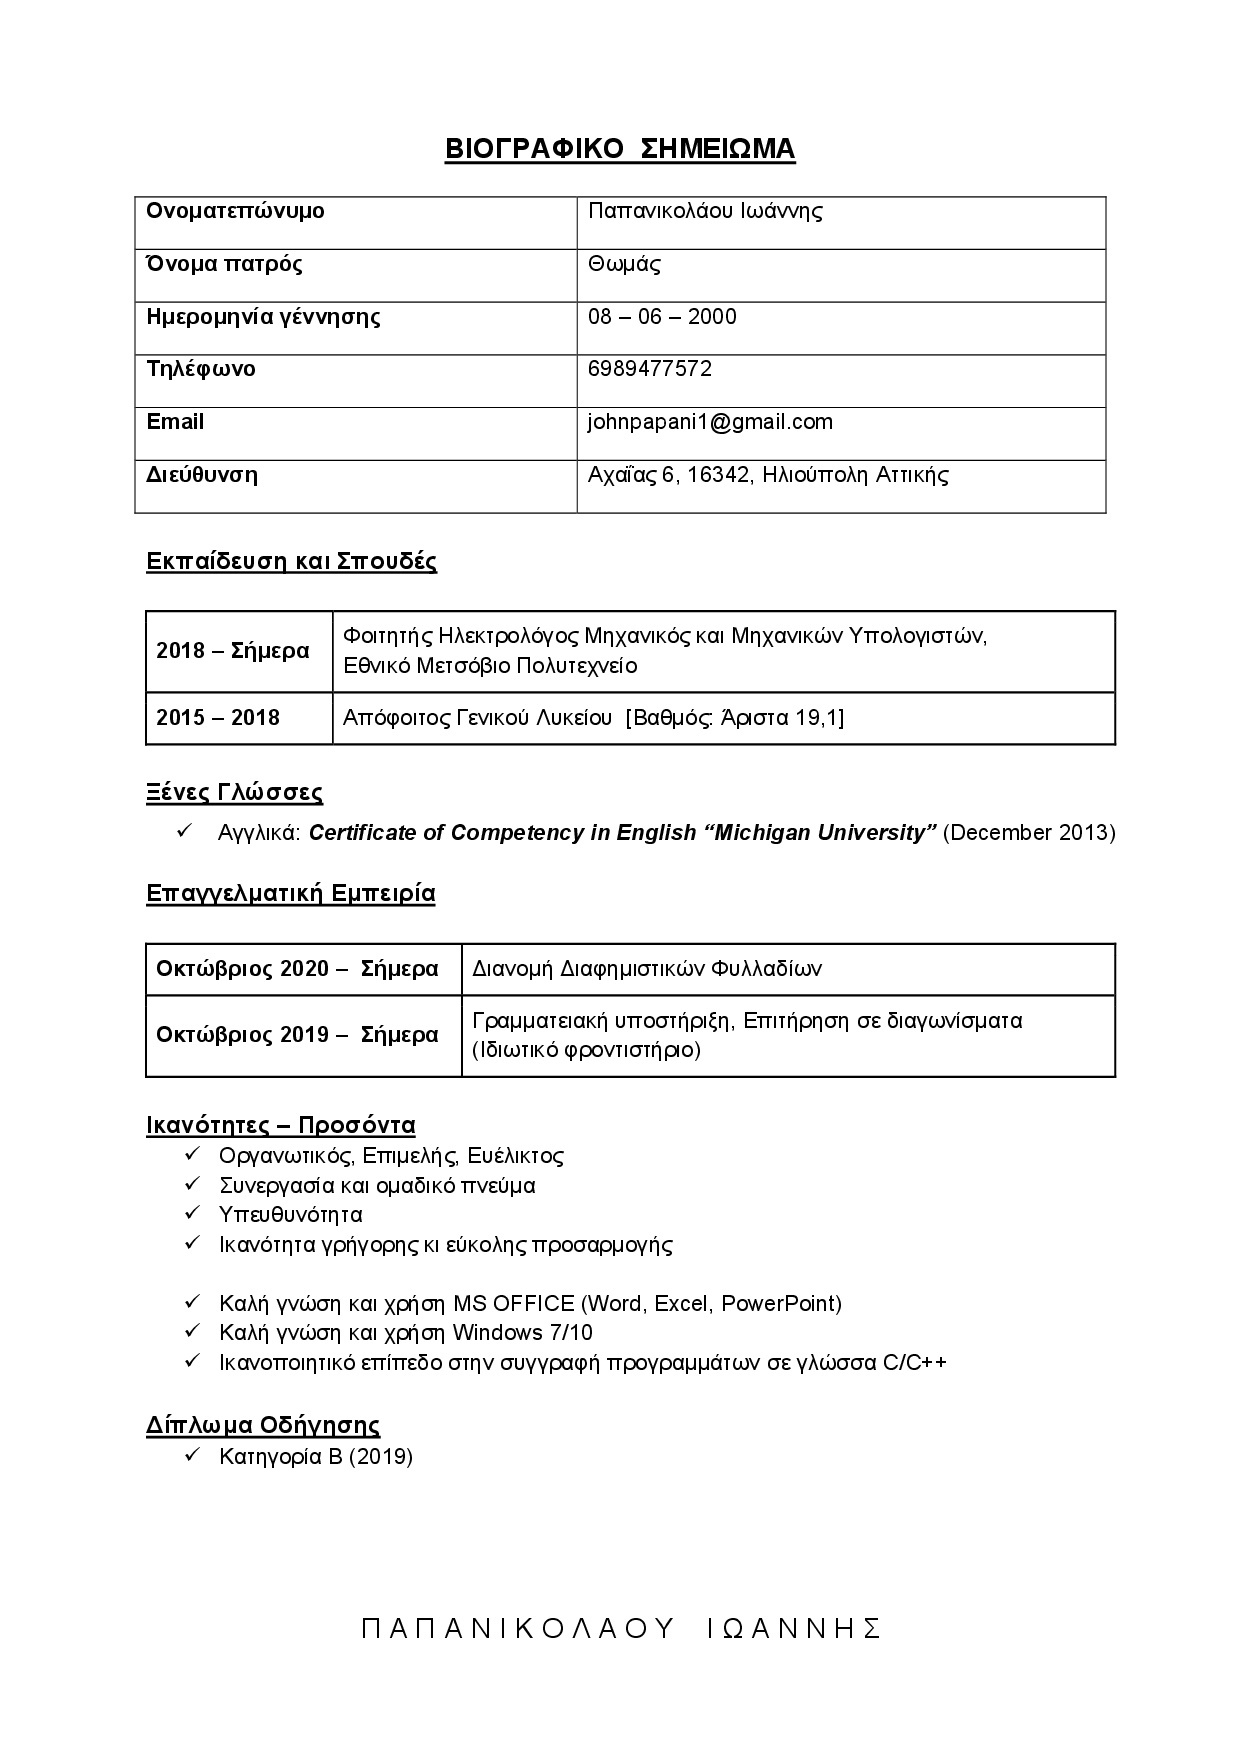 ΒΙΟΓΡΑΦΙΚΟ ΣΗΜΕΙΩΜΑ
Ονοματεπώνυμο Παπανικολάου Ιωάννης
Όνομα πατρός Θωμάς
Ημερομηνία γέννησης 08 – 06 – 2000
Τηλέφωνο 6989477572
Email johnpapani1@gmail.com
Διεύθυνση Αχαΐας 6, 16342, Ηλιούπολη Αττικής
Εκπαίδευση και Σπουδές
2018 – Σήμερα Φοιτητής Ηλεκτρολόγος Μηχανικός και Μηχανικών Υπολογιστών,
Εθνικό Μετσόβιο Πολυτεχνείο
2015 – 2018 Απόφοιτος Γενικού Λυκείου [Βαθμός: Άριστα 19,1]
Ξένες Γλώσσες
✓ Αγγλικά: Certificate of Competency in English “Michigan University” (December 2013)
Επαγγελματική Εμπειρία
Οκτώβριος 2020 – Σήμερα Διανομή Διαφημιστικών Φυλλαδίων
Οκτώβριος 2019 – Σήμερα Γραμματειακή υποστήριξη, Επιτήρηση σε διαγωνίσματα
(Ιδιωτικό φροντιστήριο)
Ικανότητες – Προσόντα
✓ Οργανωτικός, Επιμελής, Ευέλικτος
✓ Συνεργασία και ομαδικό πνεύμα
✓ Υπευθυνότητα
✓ Ικανότητα γρήγορης κι εύκολης προσαρμογής
✓ Καλή γνώση και χρήση MS OFFICE (Word, Excel, PowerPoint)
✓ Καλή γνώση και χρήση Windows 7/10
✓ Ικανοποιητικό επίπεδο στην συγγραφή προγραμμάτων σε γλώσσα C/C++
Δίπλωμα Οδήγησης
✓ Κατηγορία Β (2019)
ΠΑΠΑΝΙΚΟΛΑΟΥ ΙΩΑΝΝΗΣ